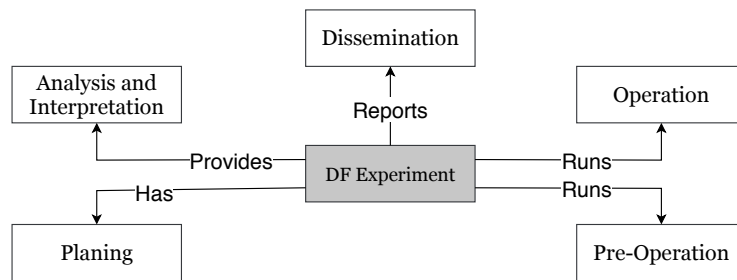 Dissemination
Analysis and
Interpretation
Operation
Reports
Provides
DF Experiment
Runs
Has
Runs
Planing
Pre-Operation